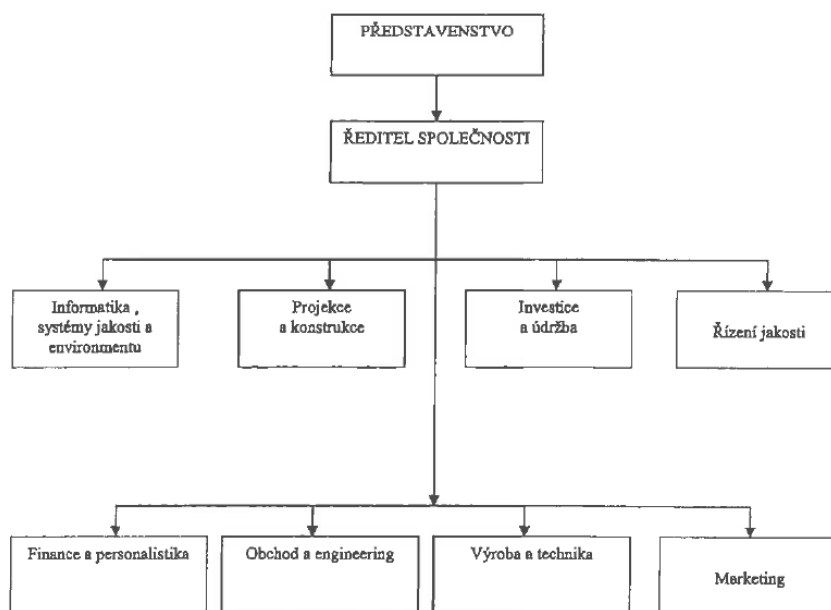 PŘEDSTAVENSTVO
ŘEDITEL SPOLEČNOSTI
Informatika ,
systémy jakosti a
environmentu
Projekce
a konstrukce
Investice
a údržba
Řízení jakosti
Finance a personalistika
Obchod a engineering
Výroba a technika
Marketing